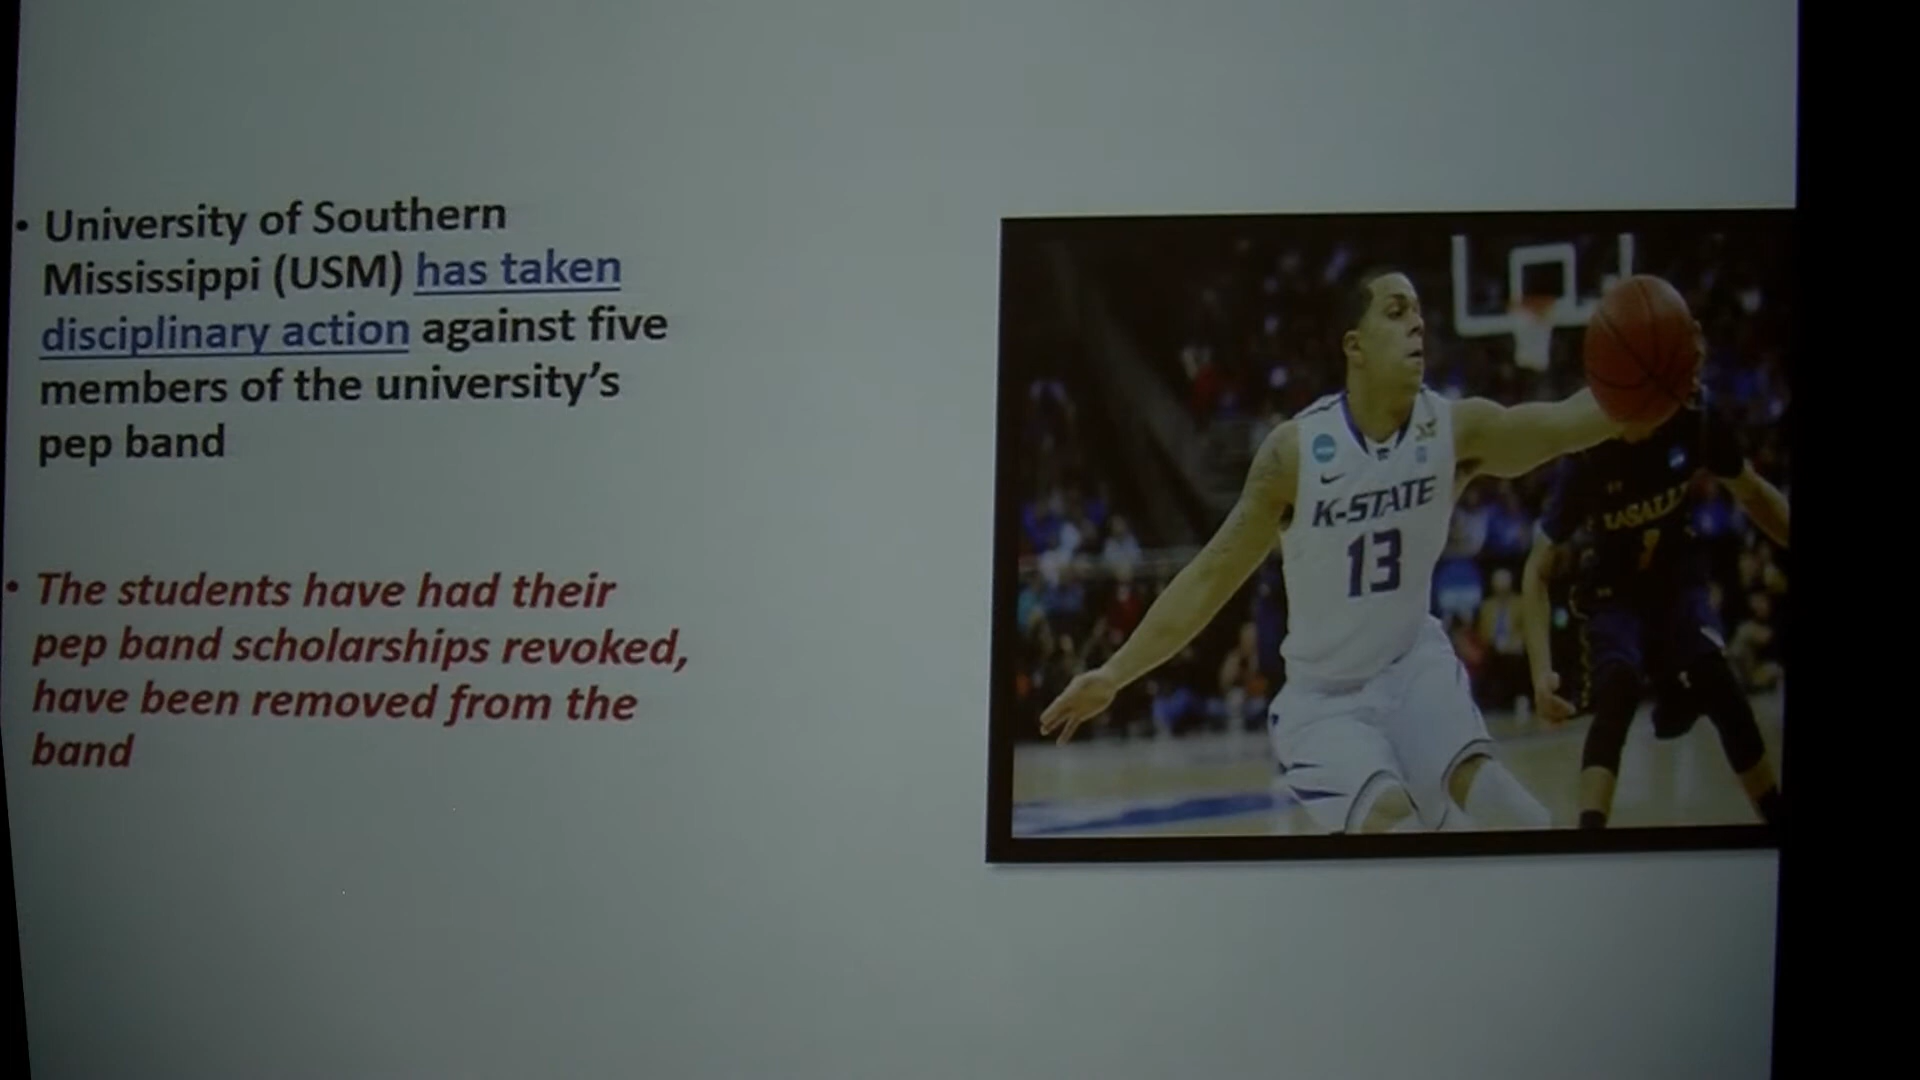 • University of Southern
Mississippi (USM) has taken
disciplinary action against five
members of the university’s
pep band
• The students have had their
pep band scholarships revoked,
have been removed from the
band
K-STATE
13